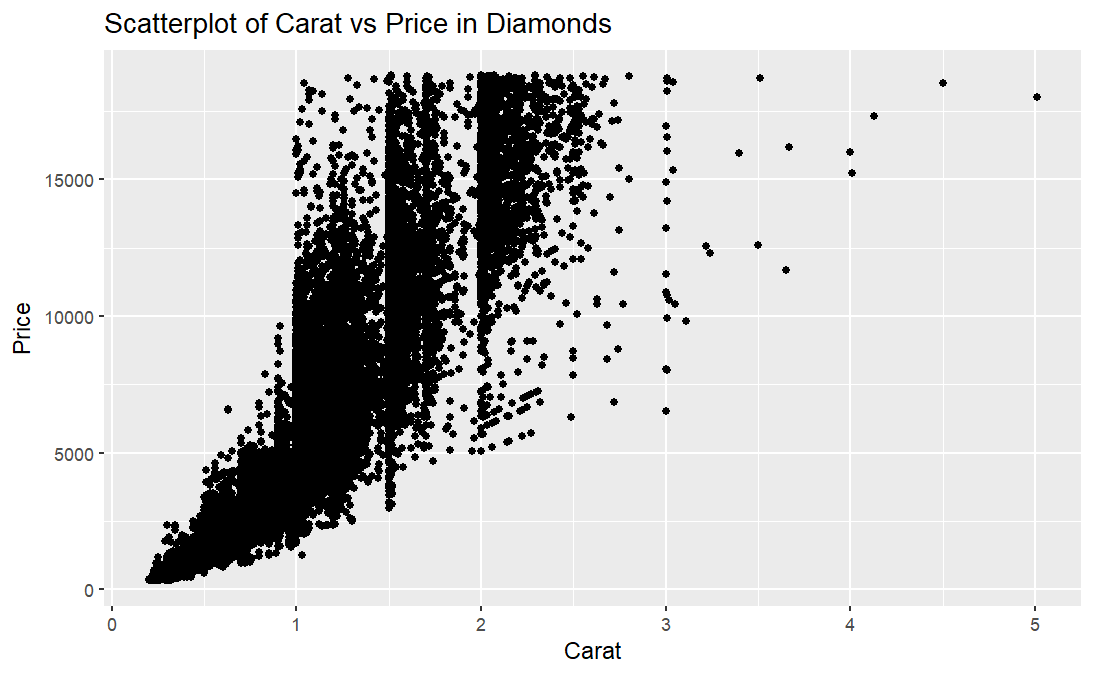 Scatterplot of Carat vs Price in Diamonds
Price
15000
10000
5000
0
0 1 2 3 4 5
Carat